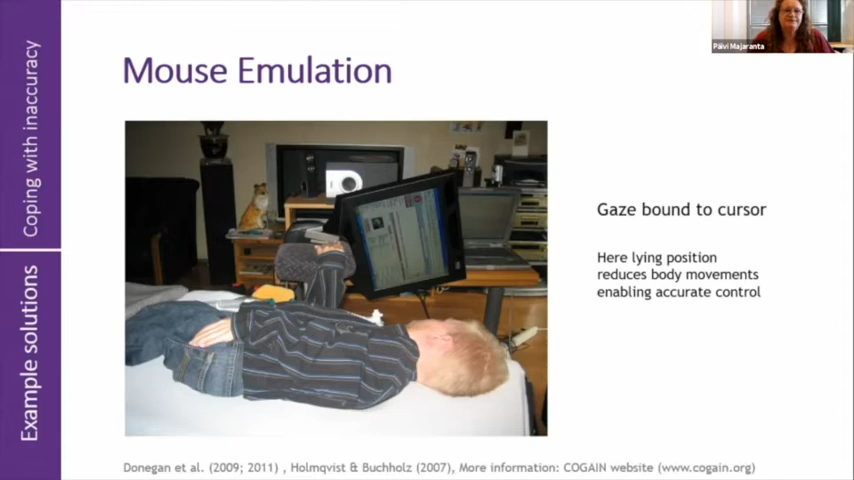 Coping with inaccuracy
Example solutions
Mouse Emulation
Päivi Majaranta
Gaze bound to cursor
Here lying position
reduces body movements
enabling accurate control
Donegan et al. (2009; 2011) , Holmqvist & Buchholz (2007), More information: COGAIN website (www.cogain.org)